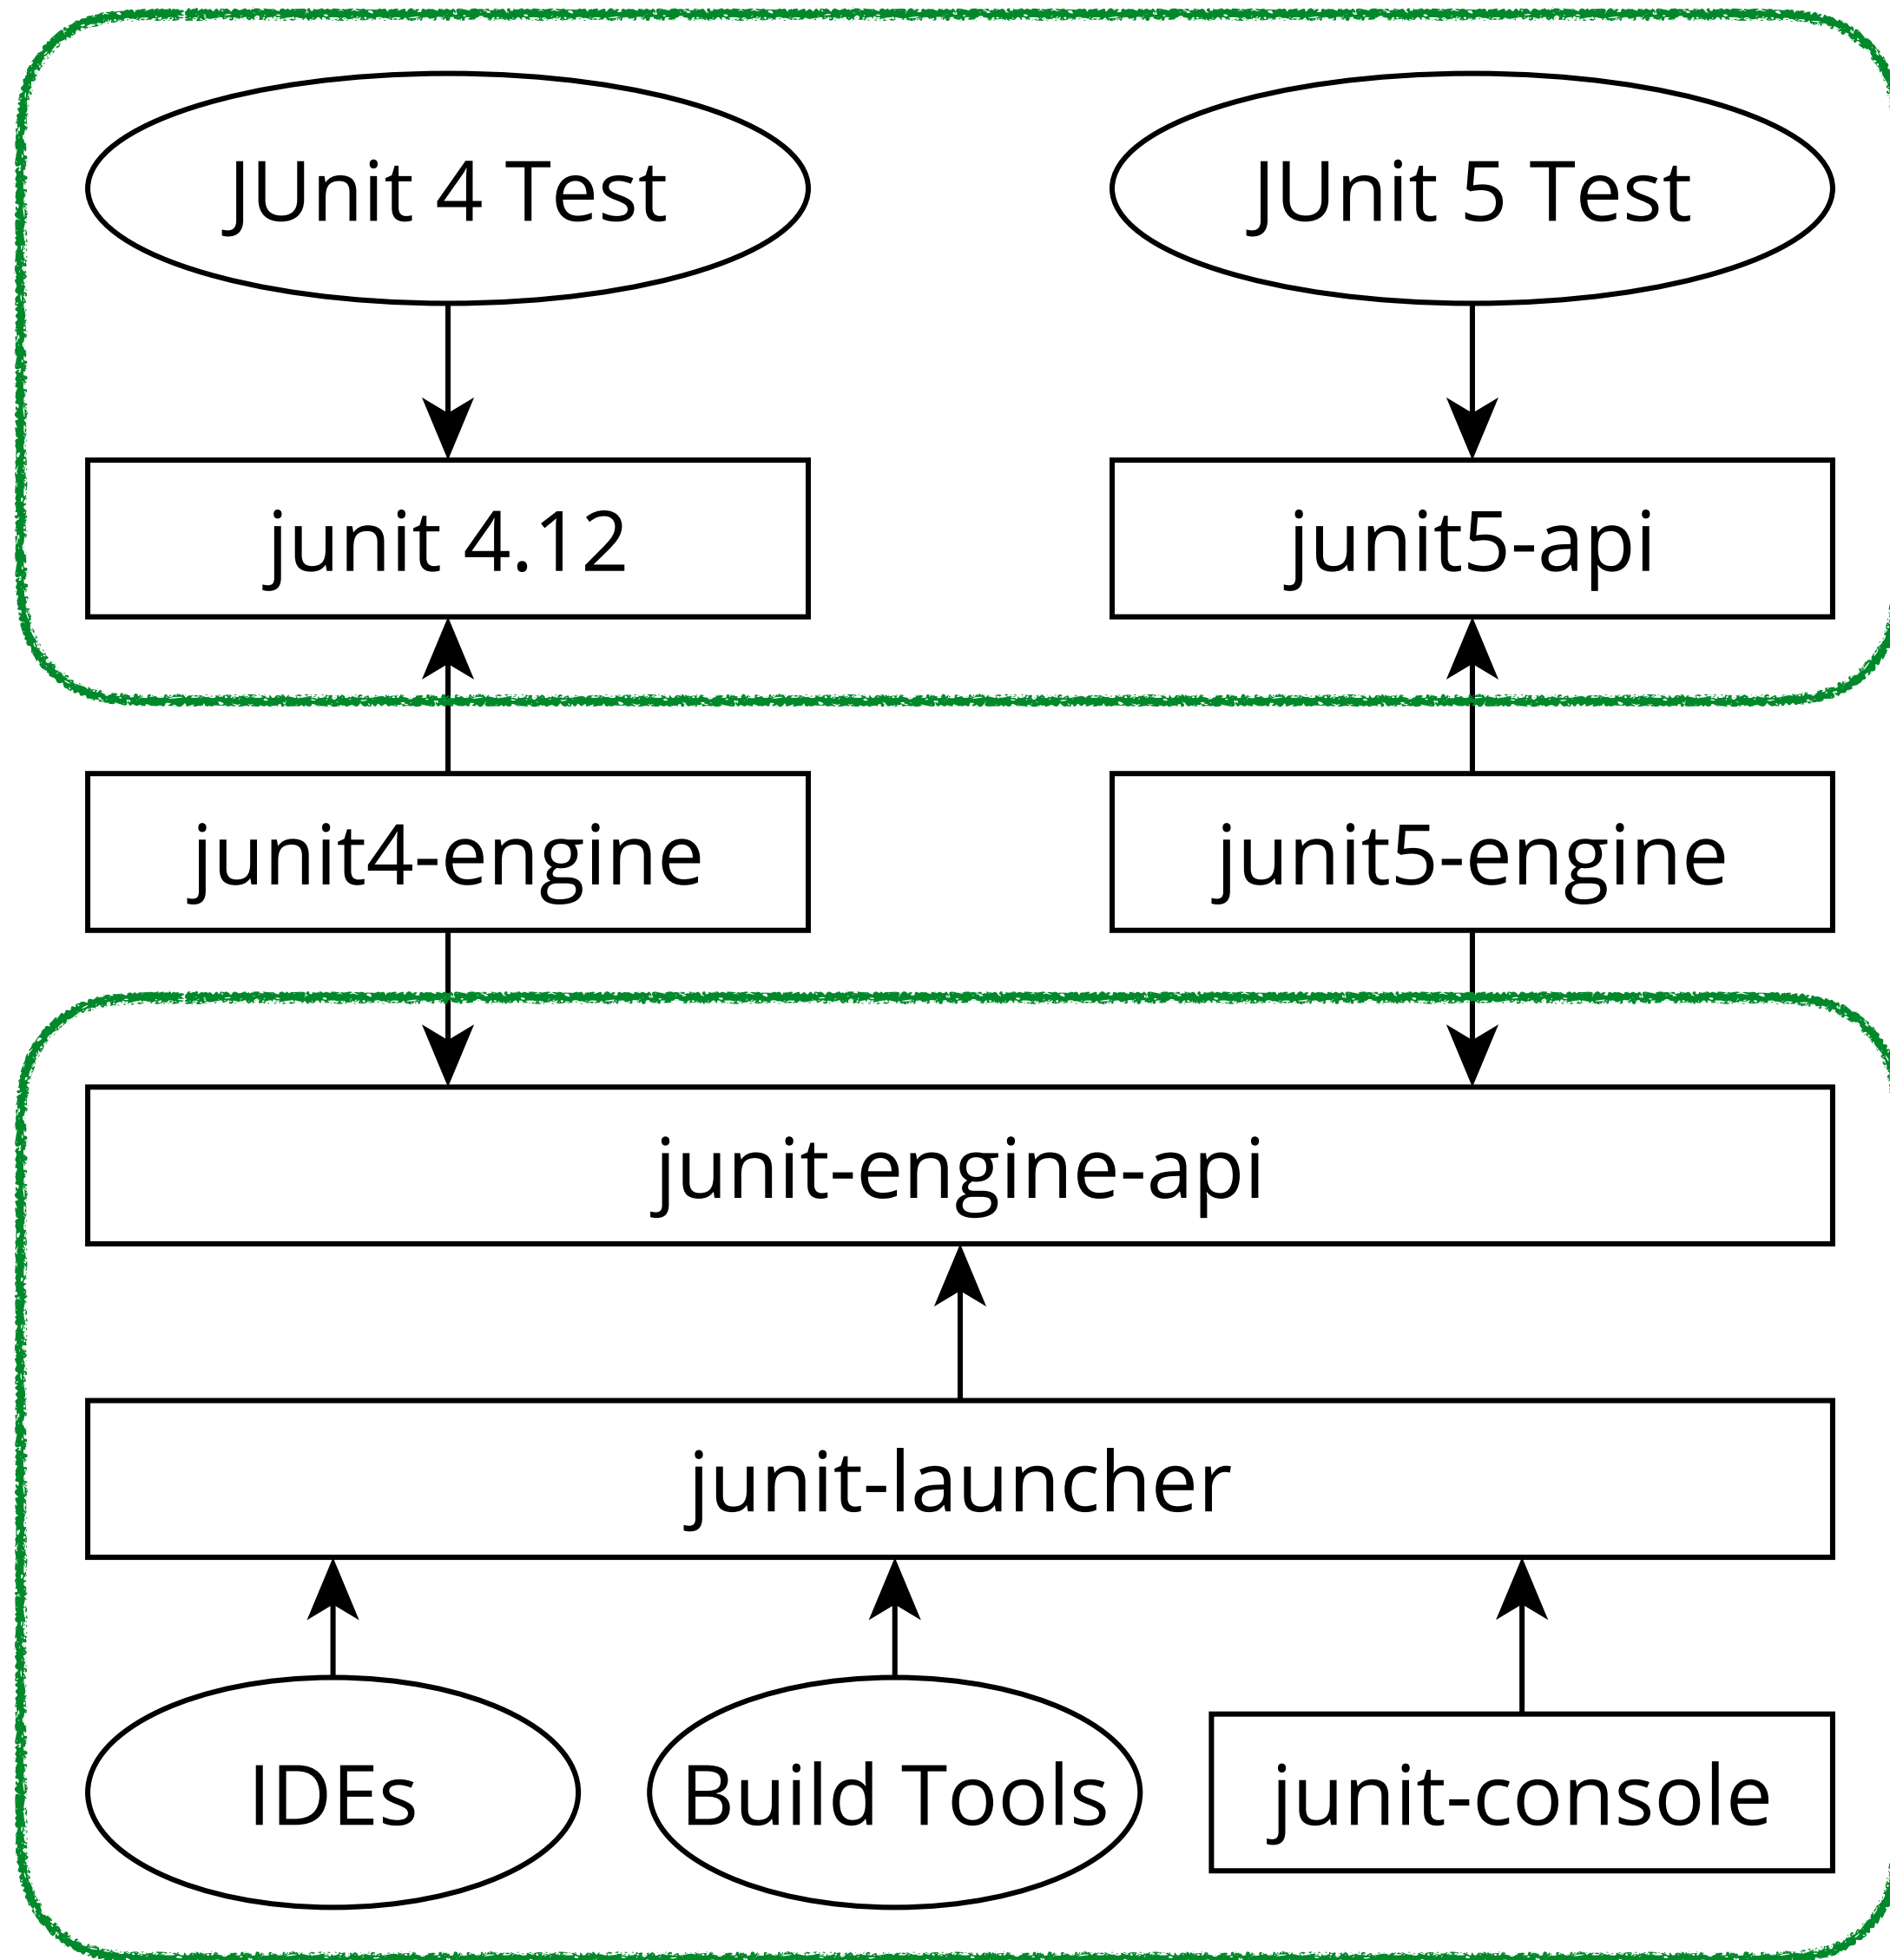 JUnit 4 Test
JUnit 5 Test
junit 4.12
junit5-api
junit4-engine
junit5-engine
junit-engine-api
junit-launcher
IDEs
Build Tools
junit-console